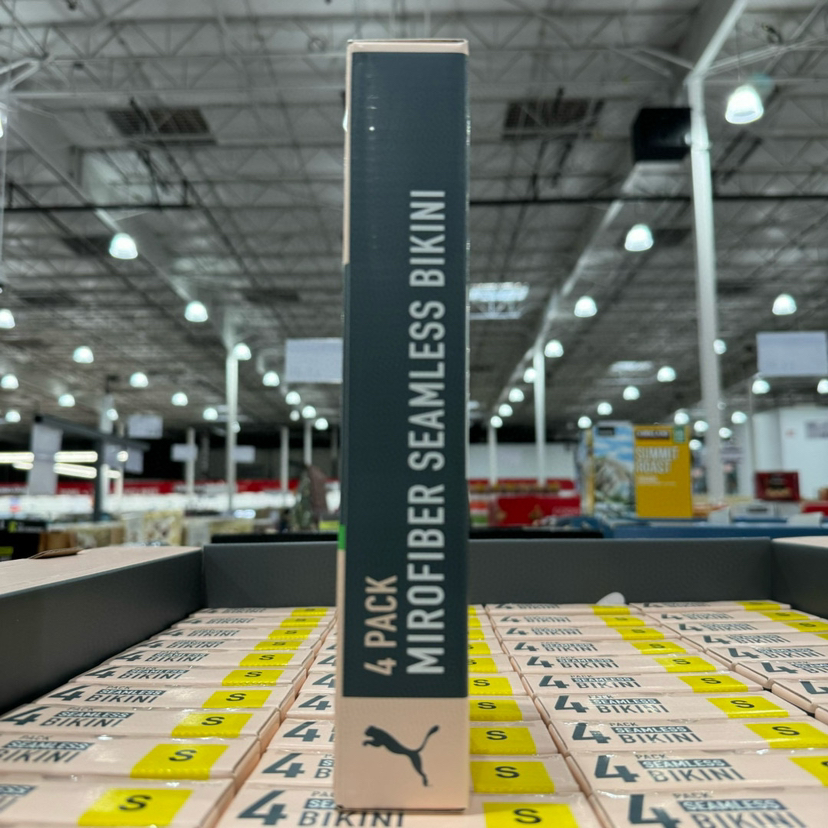 4 PACK
MIROFIBER SEAMLESS BIKINI
SUMMIT
ROAST
4 PACK
SEAMLESS
BIKINI
S